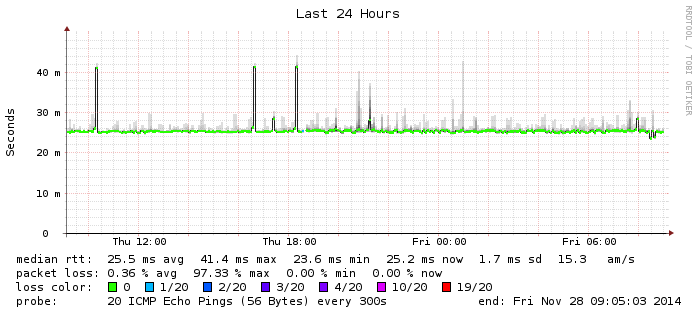 Last 24 Hours
RRDTOOL / TOBI OETIKER
Seconds
40 m
30 m
20 m
10 m
0
Thu 12:00 Thu 18:00 Fri 00:00 Fri 06:00
median rtt: 25.5 ms avg 41.4 ms max 23.6 ms min 25.2 ms now 1.7 ms sd 15.3 am/s
packet loss: 0.36 % avg 97.33 % max 0.00 % min 0.00 % now
loss color: 0 1/20 2/20 3/20 4/20 10/20 19/20
probe: 20 ICMP Echo Pings (56 Bytes) every 300s end: Fri Nov 28 09:05:03 2014